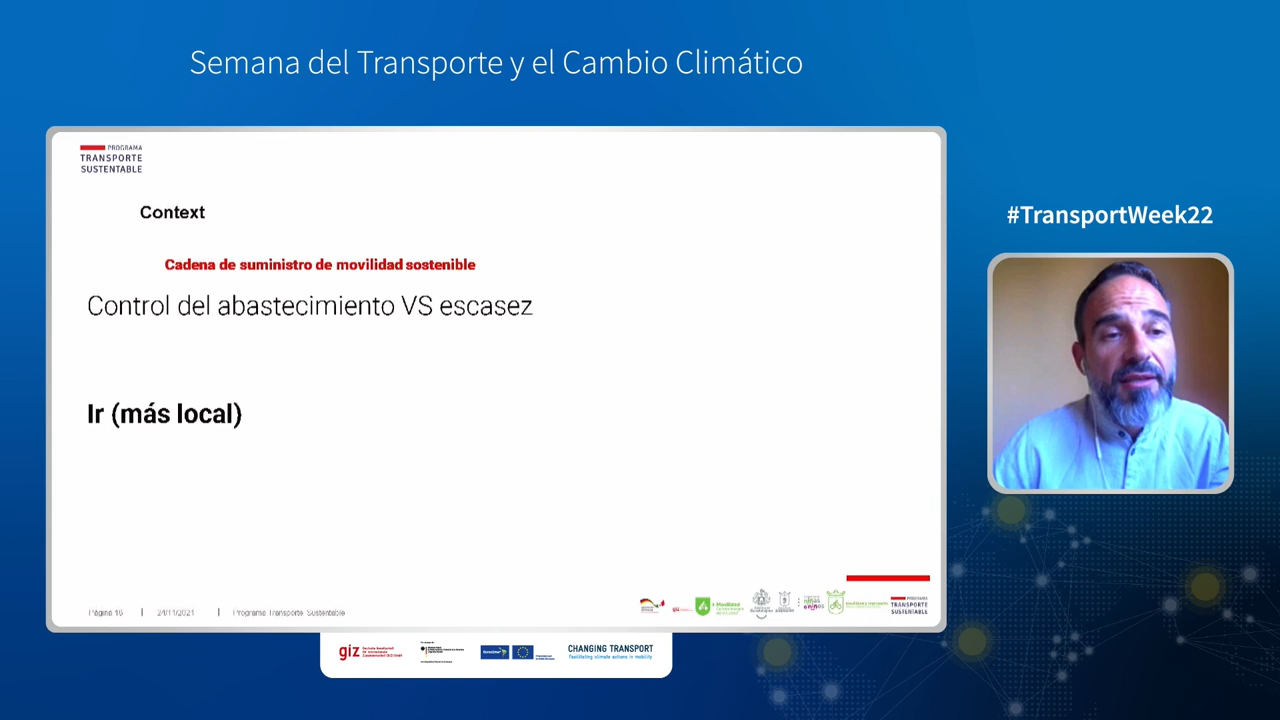 Semana del Transporte y el Cambio Climático
PROGRAMA
TRANSPORTE
SUSTENTABLE
Context
Cadena de suministro de movilidad sostenible
Control del abastecimiento VS escasez
Ir (más local)
#TransportWeek22
Página 16 | 24/11/2021 | Programa Transporte Sustentable
PROGRAMA
TRANSPORTE
SUSTENTABLE
giz
CHANGING TRANSPORT
Facilitating climate actions in mobility